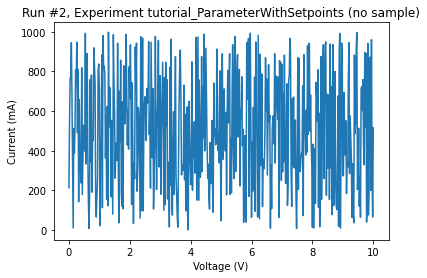 Run #2, Experiment tutorial_ParameterWithSetpoints (no sample)
1000
800
600
400
200
0
Current (mA)
0 2 4 6 8 10
Voltage (V)